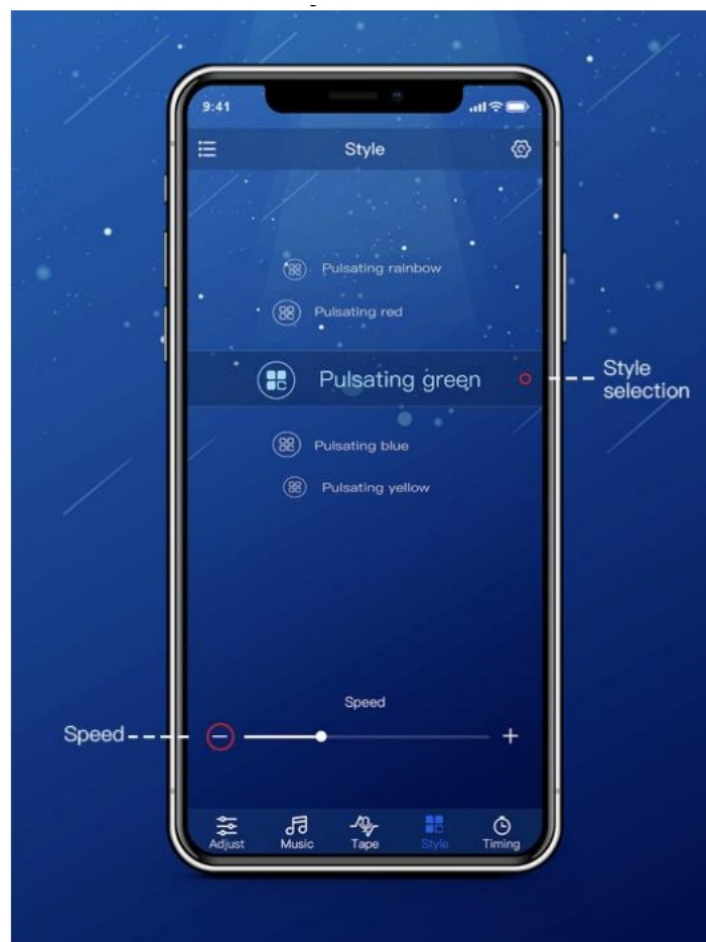 9:41
Style
Pulsating rainbow
Pulsating red
Pulsating green
Style
selection
Pulsating blue
Pulsating yellow
Speed
Speed
Adjust
Music
Tape
Style
Timing